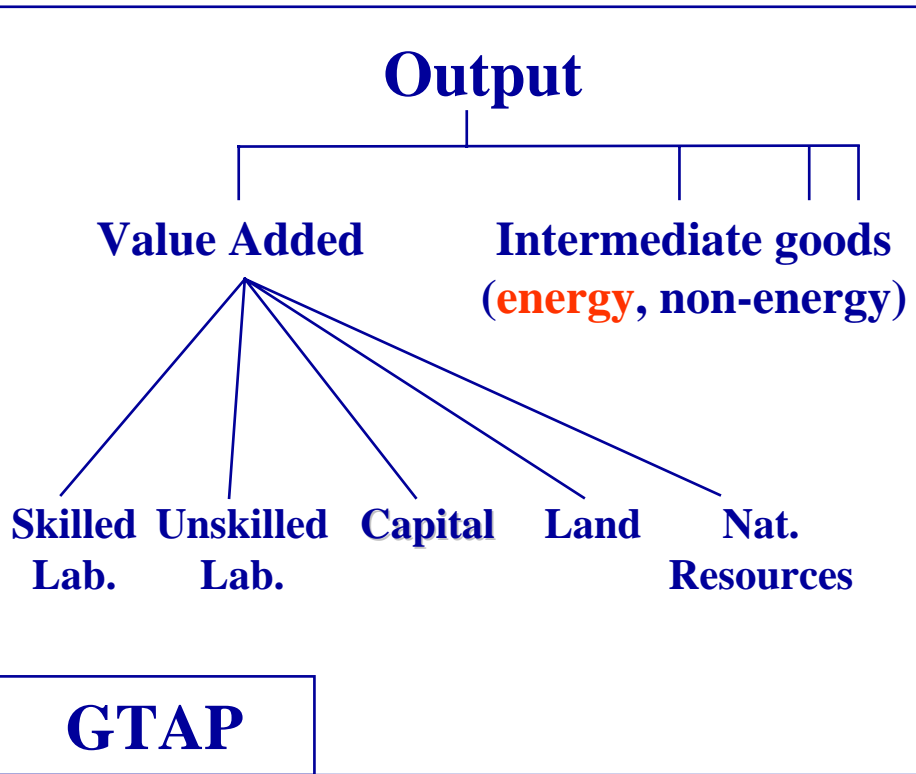 Output
Value Added
Intermediate goods
(energy, non-energy)
Skilled Unskilled Capital Land Nat.
Lab. Lab. Resources
GTAP